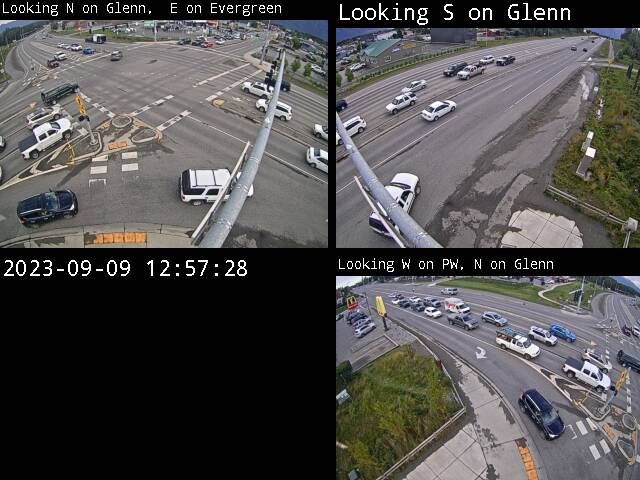 Looking N on Glenn,  E on Evergreen
Looking S on Glenn
2023-09-09 12:57:28
Looking W on PW, N on Glenn